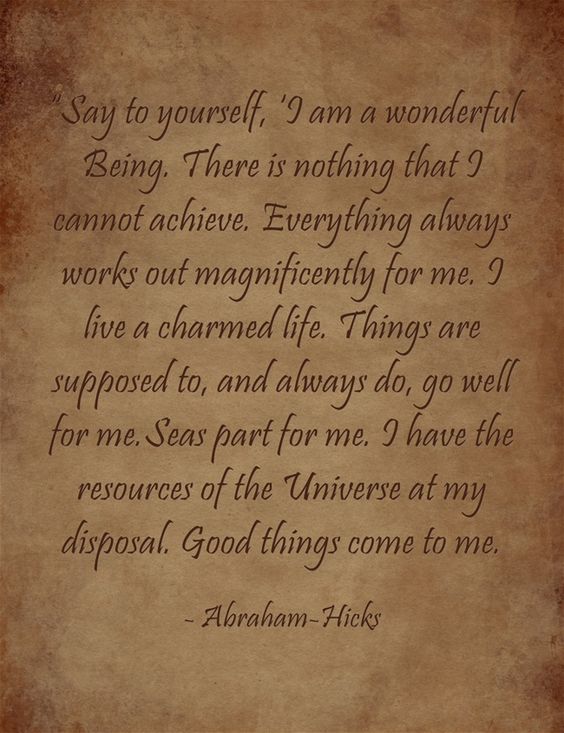 "Say to yourself, 'I am a wonderful
Being. There is nothing that I
cannot achieve. Everything always
works out magnificently for me. I
live a charmed life. Things are
supposed to, and always do, go well
for me. Seas part for me. I have the
resources of the Universe at my
disposal. Good things come to me.
- Abraham-Hicks